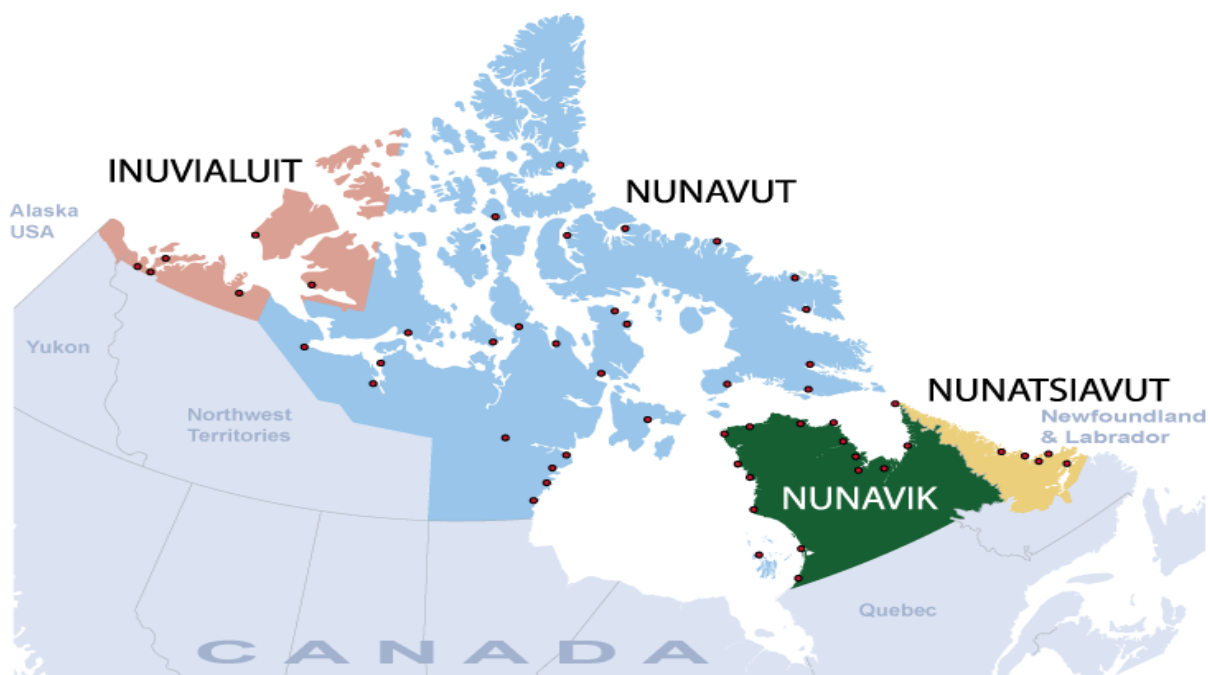 INUVIALUIT
NUNAVUT
Alaska
USA
Yukon
Northwest
Territories
NUNATSIAVUT
Newfoundland
& Labrador
NUNAVIK
Quebec
CANADA